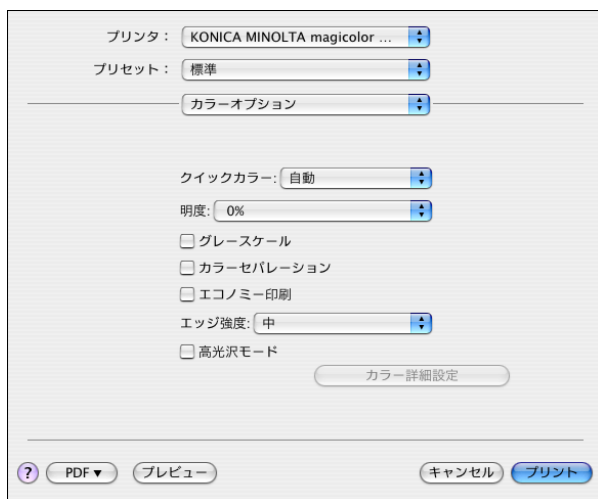 プリンタ： KONICA MINOLTA magicolor ...
プリセット： 標準
カラーオプション
クイックカラー: 自動
明度: 0%
グレースケール
カラーセパレーション
エコノミー印刷
エッジ強度: 中
高光沢モード
カラー詳細設定
? PDF▼ プレビュー キャンセル プリント